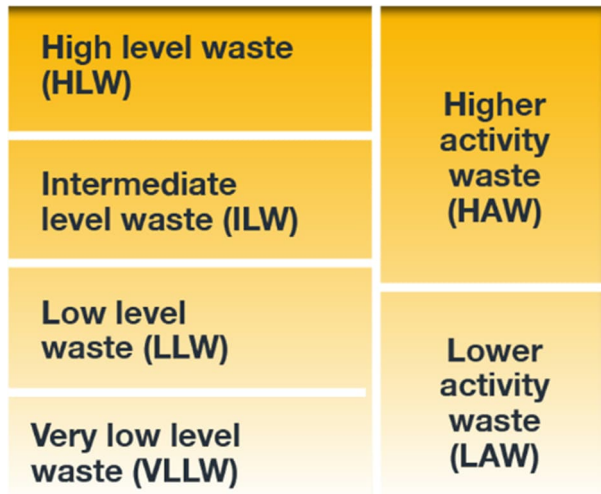 High level waste
(HLW)
Intermediate
level waste (ILW)
Low level
waste (LLW)
Very low level
waste (VLLW)
Higher
activity
waste
(HAW)
Lower
activity
waste
(LAW)